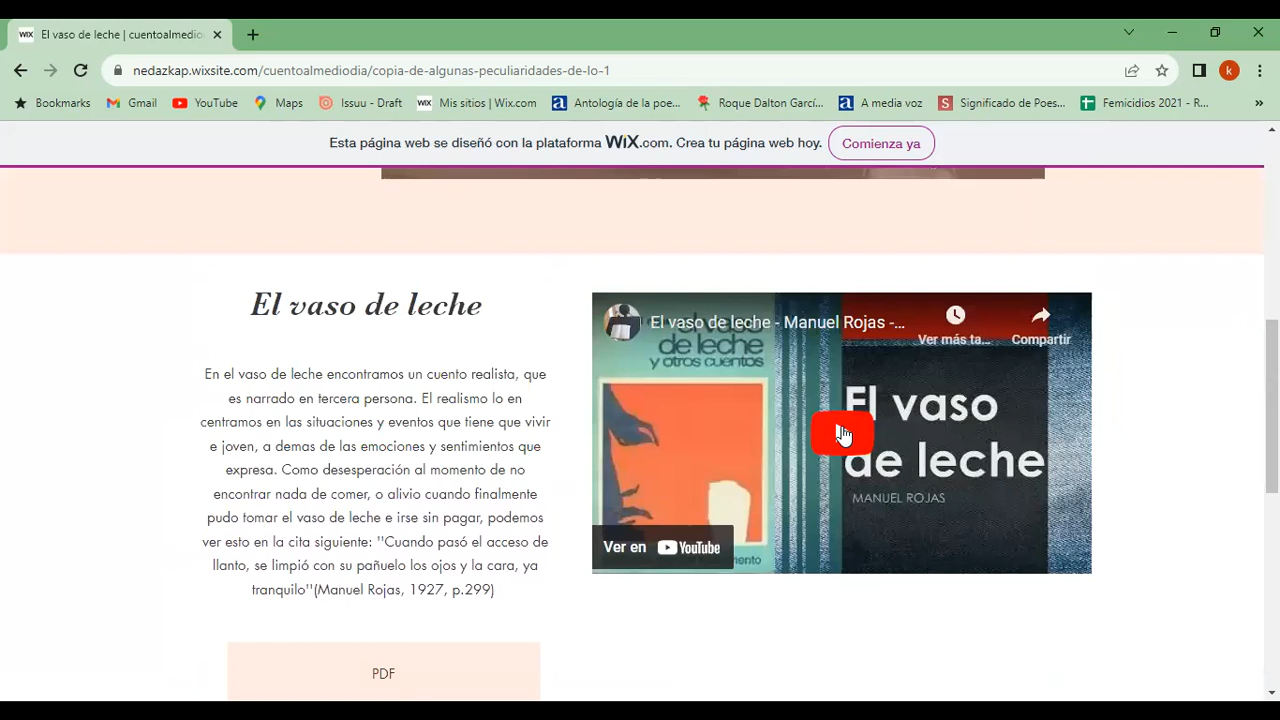 WIX El vaso de leche | cuentoalmedio
nedazkap.wixsite.com/cuentoalmediodia/copia-de-algunas-peculiaridades-de-lo-1
k
Bookmarks Gmail YouTube Maps Issuu - Draft WIX Mis sitios | Wix.com a Antología de la poe... Roque Dalton Garcí... a A media voz S Significado de Poes... Femicidios 2021 - R... »
Esta página web se diseñó con la plataforma WiX.com. Crea tu página web hoy. Comienza ya
El vaso de leche
En el vaso de leche encontramos un cuento realista, que
es narrado en tercera persona. El realismo lo en
centramos en las situaciones y eventos que tiene que vivir
e joven, a demas de las emociones y sentimientos que
expresa. Como desesperación al momento de no
encontrar nada de comer, o alivio cuando finalmente
pudo tomar el vaso de leche e irse sin pagar, podemos
ver esto en la cita siguiente: ''Cuando pasó el acceso de
llanto, se limpió con su pañuelo los ojos y la cara, ya
tranquilo''(Manuel Rojas, 1927, p.299)
PDF
El vaso de leche - Manuel Rojas -...
Ver más ta...
Compartir
el vaso
de leche
y otros cuentos
El vaso
de leche
MANUEL ROJAS
Ver en YouTube